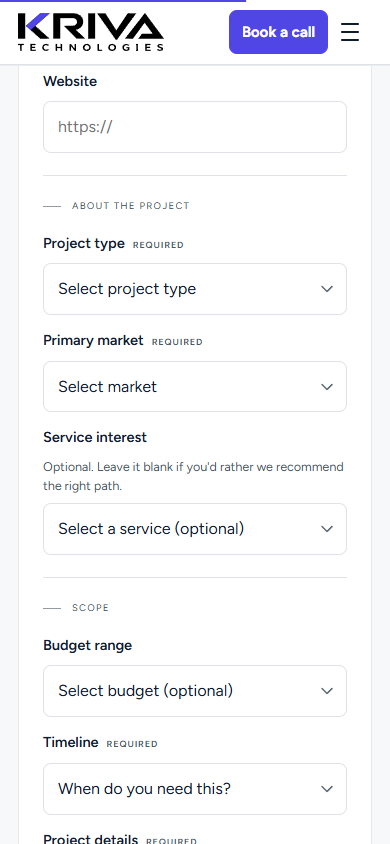 KRIVA
TECHNOLOGIES
Book a call
Website
https://
ABOUT THE PROJECT
Project type REQUIRED
Select project type
Primary market REQUIRED
Select market
Service interest
Optional. Leave it blank if you'd rather we recommend
the right path.
Select a service (optional)
SCOPE
Budget range
Select budget (optional)
Timeline REQUIRED
When do you need this?
Project details REQUIRED